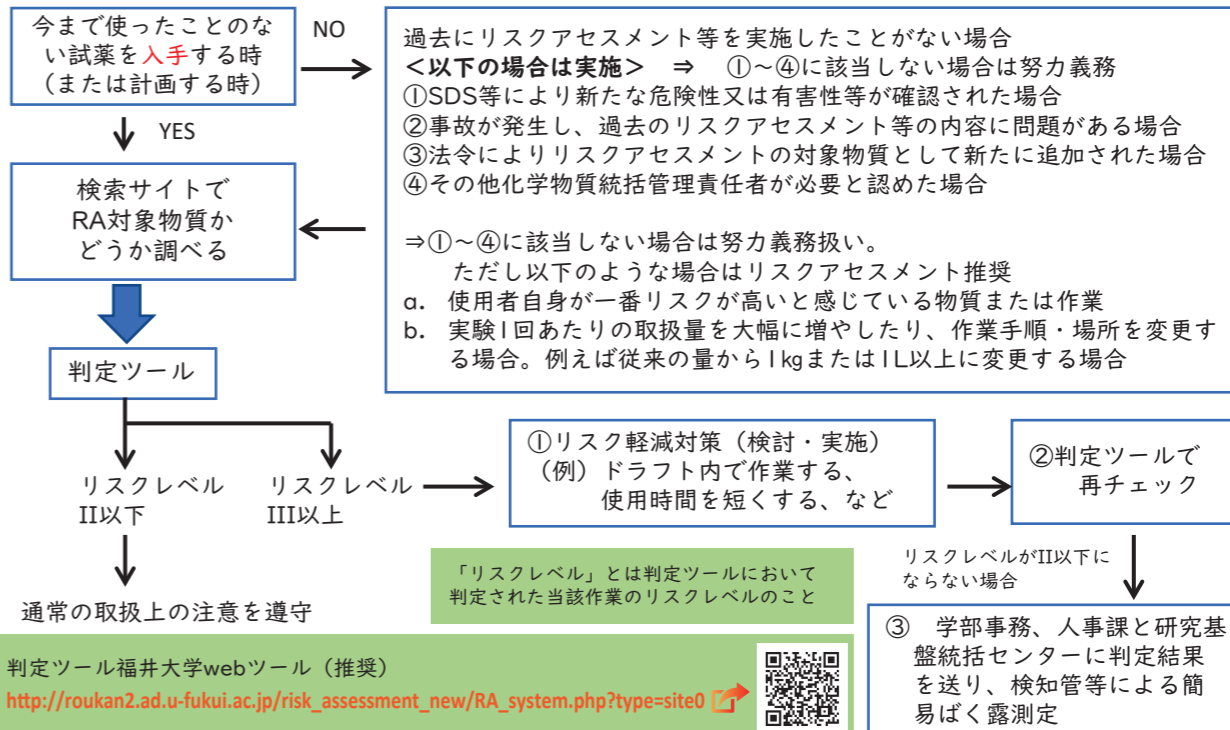 今まで使ったことのな
い試薬を入手する時
(または計画する時)
NO
YES
検索サイトで
RA対象物質か
どうか調べる
過去にリスクアセスメント等を実施したことがない場合
<以下の場合は実施> ⇒ ①~④に該当しない場合は努力義務
①SDS等により新たな危険性又は有害性等が確認された場合
②事故が発生し、過去のリスクアセスメント等の内容に問題がある場合
③法令によりリスクアセスメントの対象物質として新たに追加された場合
④その他化学物質統括管理責任者が必要と認めた場合
⇒①~④に該当しない場合は努力義務扱い。
ただし以下のような場合はリスクアセスメント推奨
a. 使用者自身が一番リスクが高いと感じている物質または作業
b. 実験1回あたりの取扱量を大幅に増やしたり、作業手順・場所を変更す
る場合。例えば従来の量から1kgまたは1L以上に変更する場合
判定ツール
リスクレベル
II以下
リスクレベル
III以上
通常の取扱上の注意を遵守
①リスク軽減対策(検討・実施)
(例)ドラフト内で作業する、
使用時間を短くする、など
②判定ツールで
再チェック
リスクレベルがII以下に
ならない場合
③ 学部事務、人事課と研究基
盤統括センターに判定結果
を送り、検知管等による簡
易ばく露測定
「リスクレベル」とは判定ツールにおいて
判定された当該作業のリスクレベルのこと
判定ツール福井大学webツール(推奨)
http://roukan2.ad.u-fukui.ac.jp/risk_assessment_new/RA_system.php?type=site0